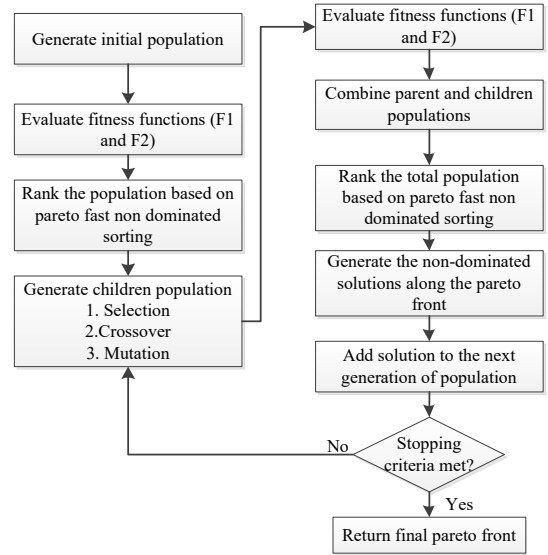 Generate initial population
Evaluate fitness functions (F1
and F2)
Rank the population based on
pareto fast non dominated
sorting
Generate children population
1. Selection
2.Crossover
3. Mutation
Evaluate fitness functions (F1
and F2)
Combine parent and children
populations
Rank the total population
based on pareto fast non
dominated sorting
Generate the non-dominated
solutions along the pareto
front
Add solution to the next
generation of population
Stopping
criteria met?
No
Yes
Return final pareto front